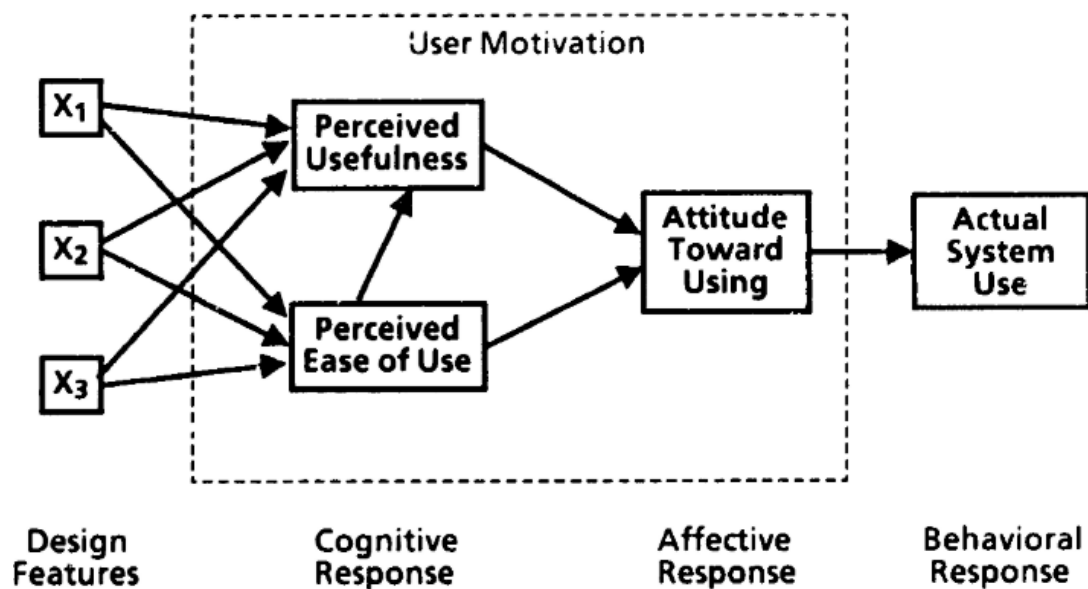 User Motivation
X1
Perceived
Usefulness
X2
Attitude
Toward
Using
Actual
System
Use
X3
Perceived
Ease of Use
Design
Features
Cognitive
Response
Affective
Response
Behavioral
Response